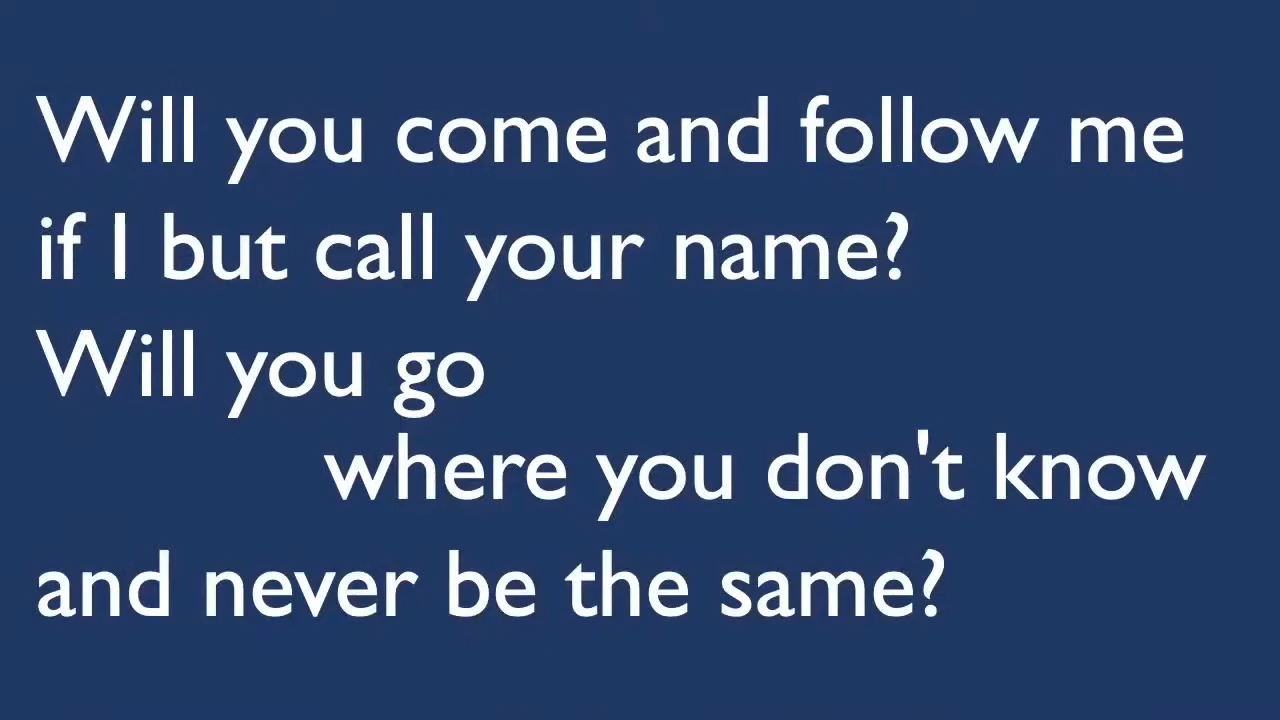 Will you come and follow me
if I but call your name?
Will you go
where you don't know
and never be the same?